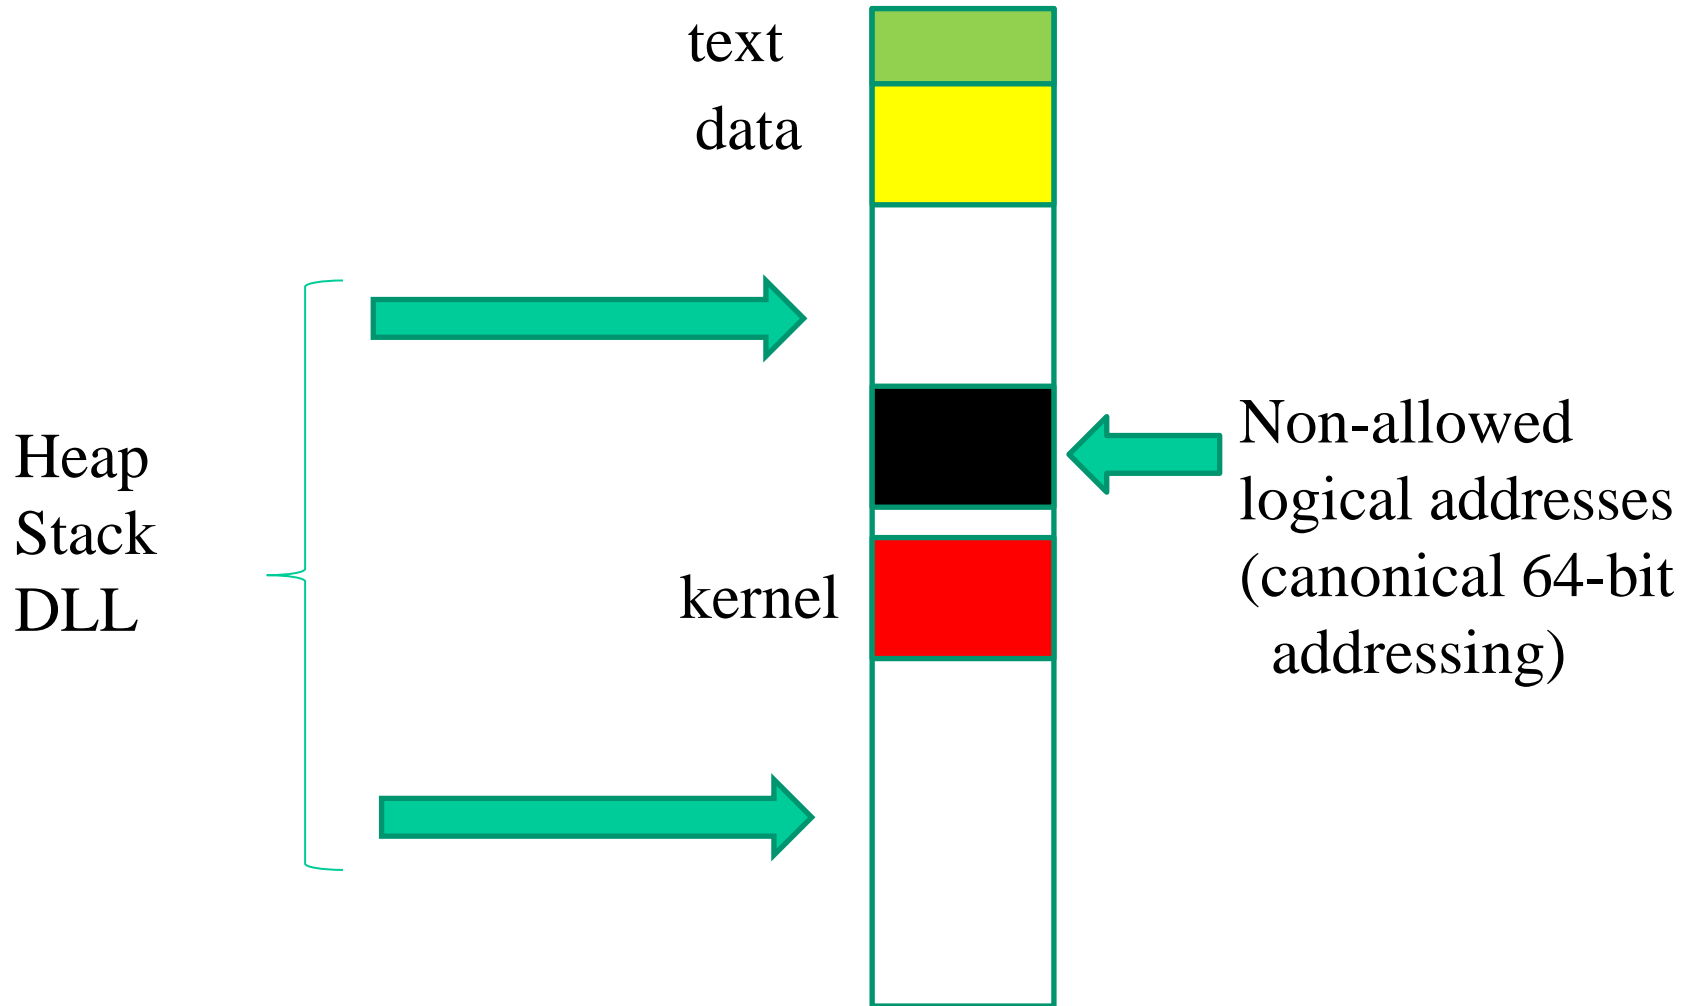 text
data
Heap
Stack
DLL
kernel
Non-allowed
logical addresses
(canonical 64-bit
addressing)